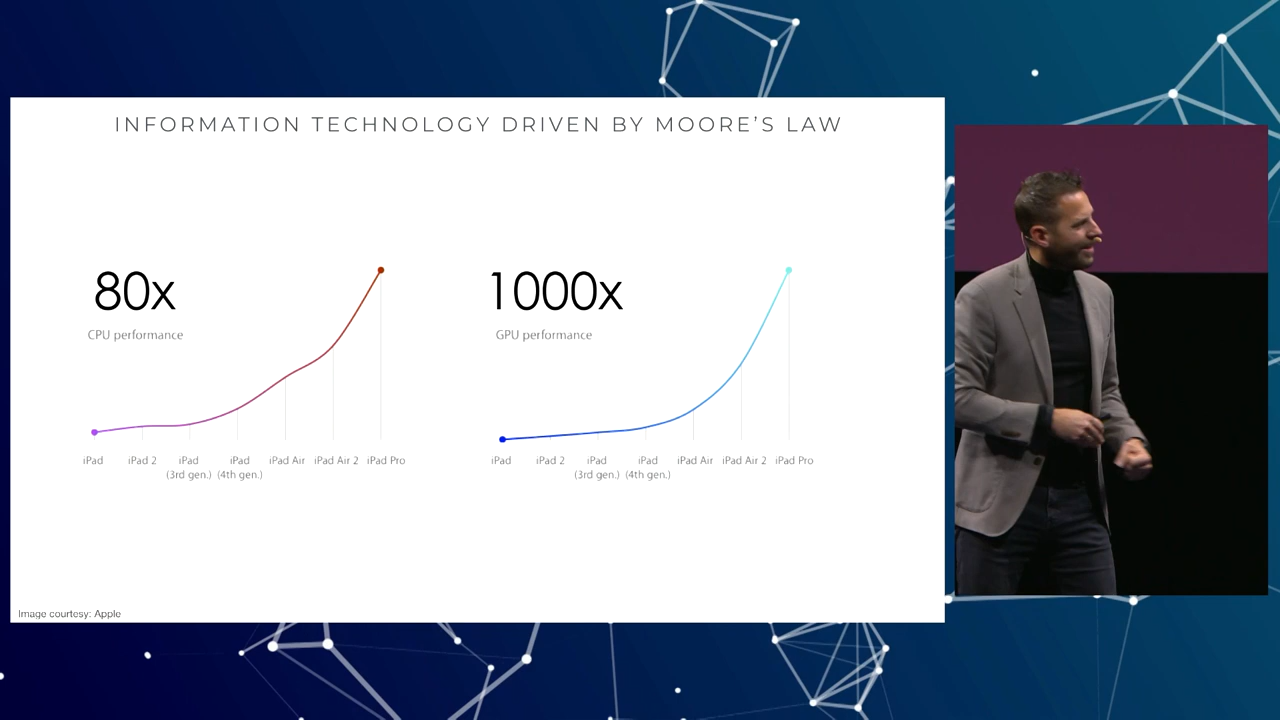 INFORMATION TECHNOLOGY DRIVEN BY MOORE'S LAW
80x
CPU performance
iPad iPad 2 iPad iPad iPad Air iPad Air 2 iPad Pro
(3rd gen.) (4th gen.)
1000x
GPU performance
iPad iPad 2 iPad iPad iPad Air iPad Air 2 iPad Pro
(3rd gen.) (4th gen.)
Image courtesy: Apple